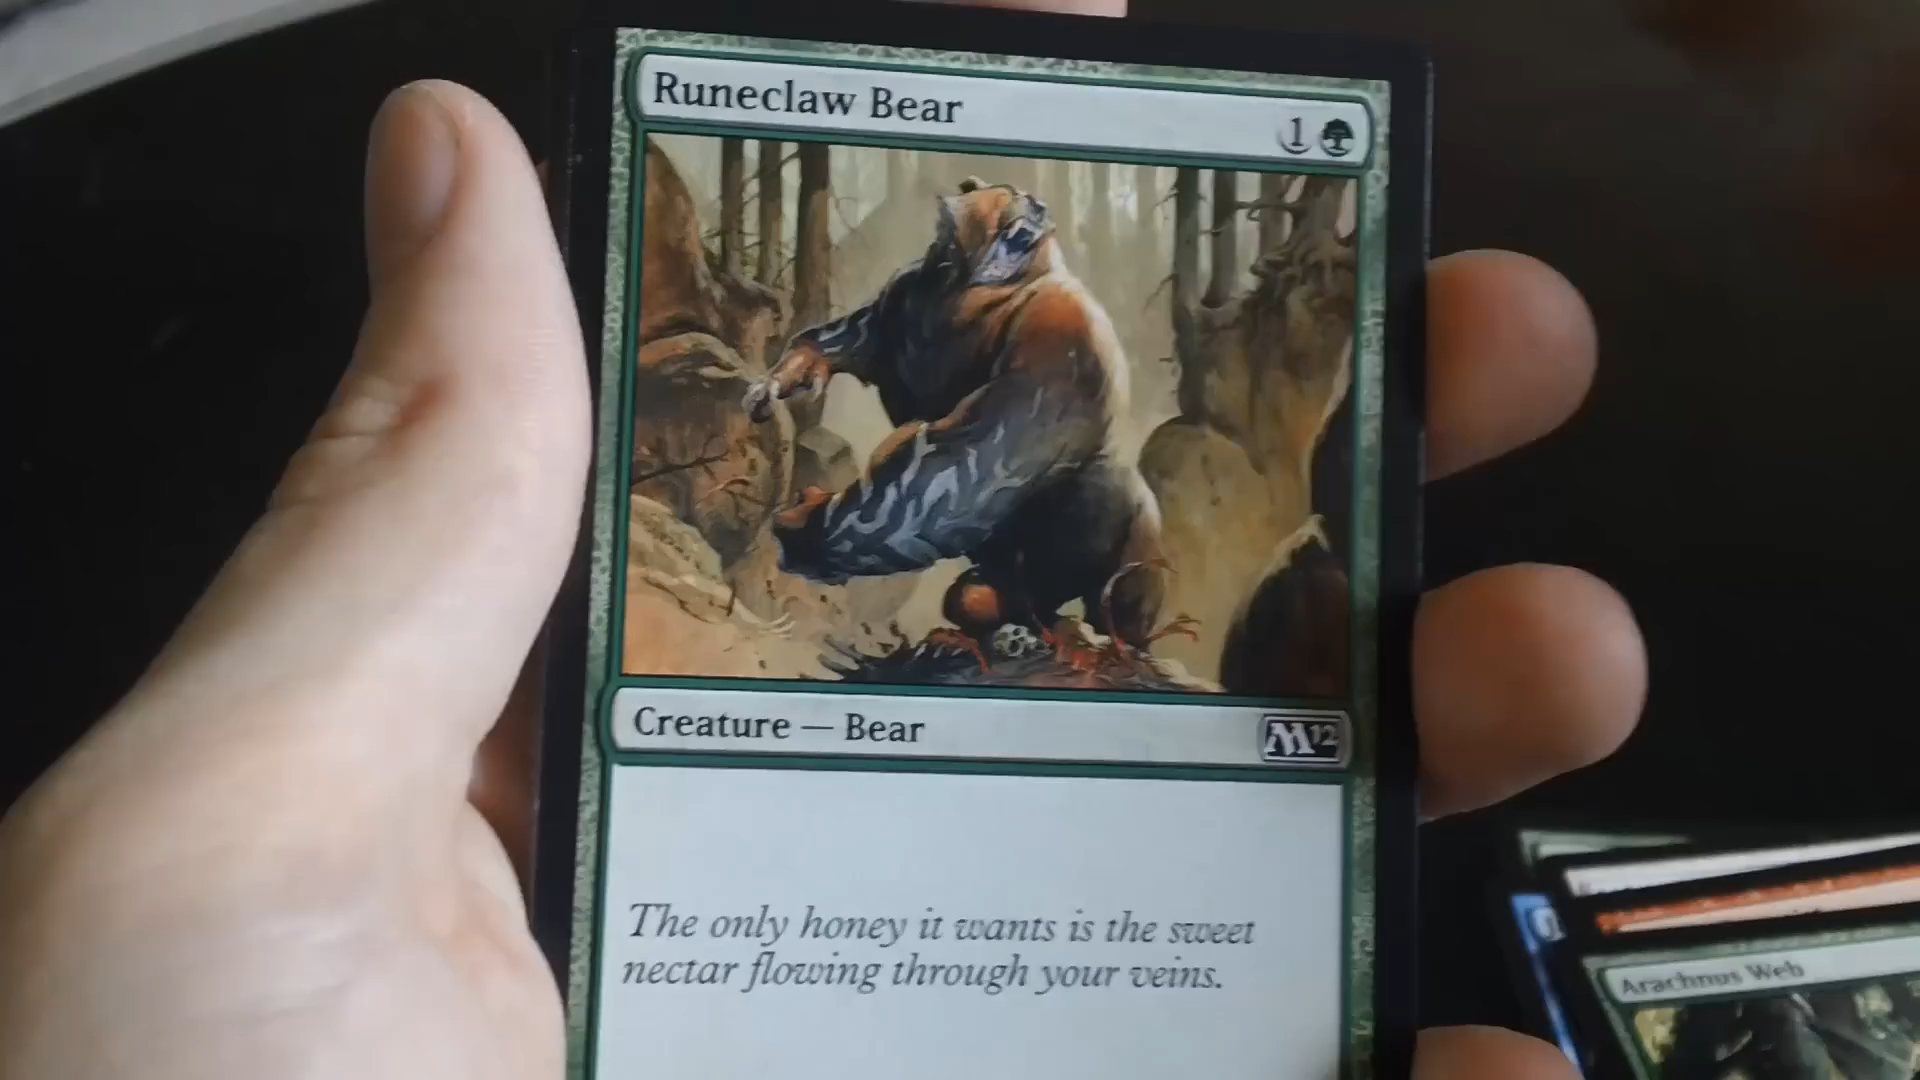 Runeclaw Bear
1
Creature — Bear
M12
The only honey it wants is the sweet
nectar flowing through your veins.
Arachnus Web